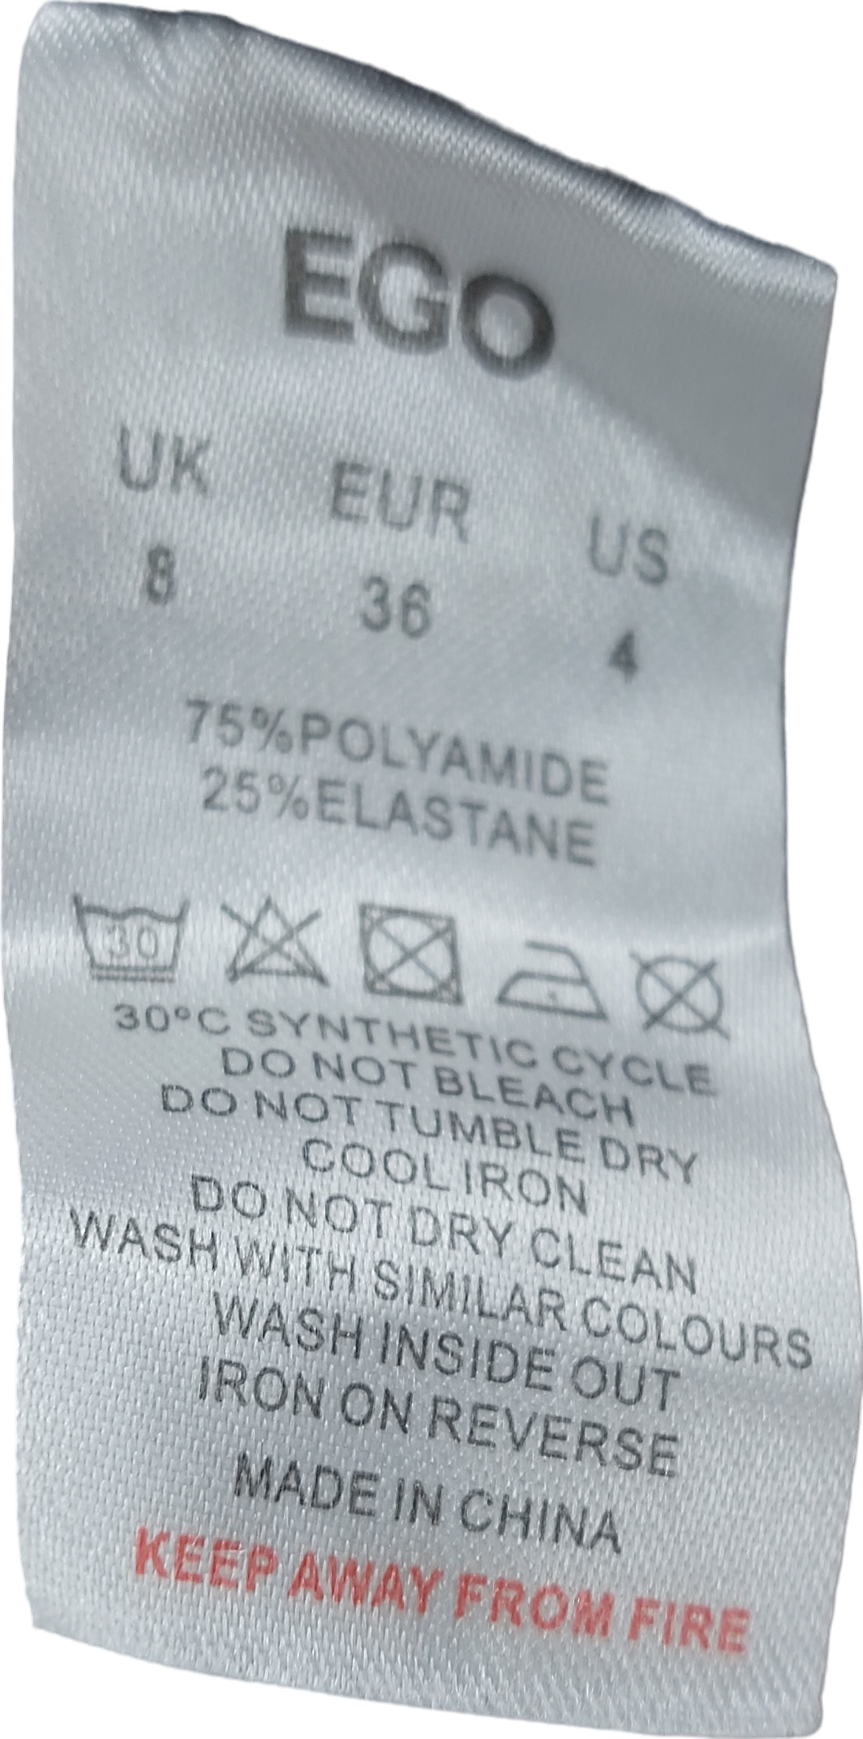 EGO
UK EUR US
8 36 4
75%POLYAMIDE
25%ELASTANE
30
30°C SYNTHETIC CYCLE
DO NOT BLEACH
DO NOT TUMBLE DRY
COOL IRON
DO NOT DRY CLEAN
WASH WITH SIMILAR COLOURS
WASH INSIDE OUT
IRON ON REVERSE
MADE IN CHINA
KEEP AWAY FROM FIRE